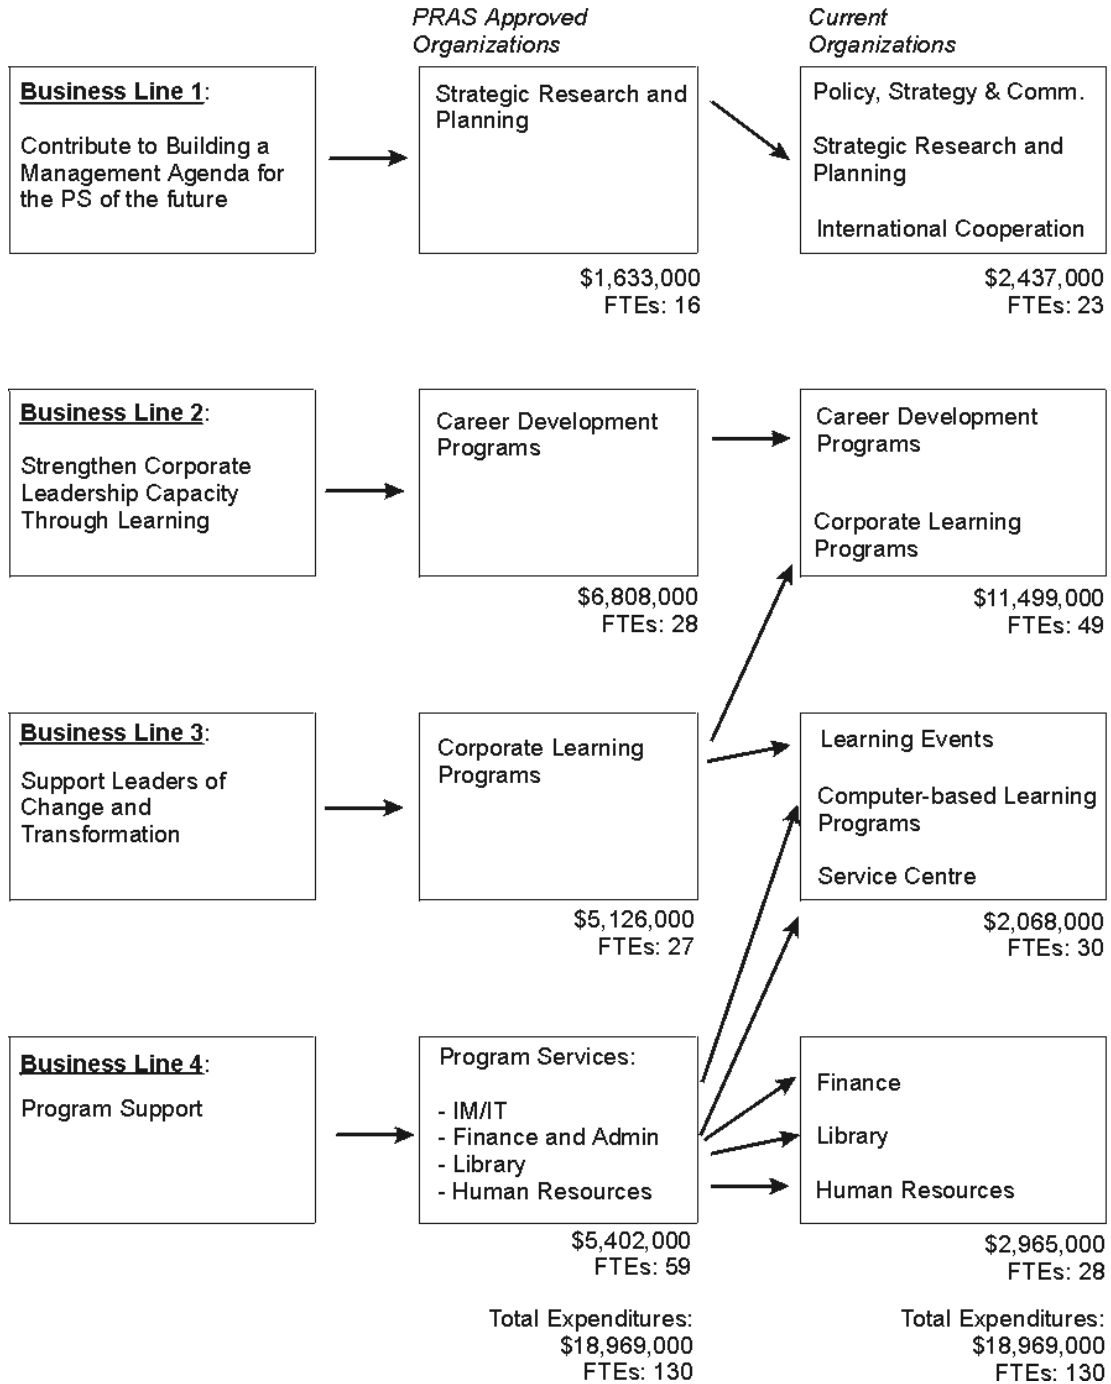 PRAS Approved
Organizations
Current
Organizations
Business Line 1:
Contribute to Building a
Management Agenda for
the PS of the future
Strategic Research and
Planning
Policy, Strategy & Comm.
Strategic Research and
Planning
International Cooperation
$1,633,000
FTEs: 16
$2,437,000
FTEs: 23
Business Line 2:
Strengthen Corporate
Leadership Capacity
Through Learning
Career Development
Programs
Career Development
Programs
Corporate Learning
Programs
$6,808,000
FTEs: 28
$11,499,000
FTEs: 49
Business Line 3:
Support Leaders of
Change and
Transformation
Corporate Learning
Programs
Learning Events
Computer-based Learning
Programs
Service Centre
$5,126,000
FTEs: 27
$2,068,000
FTEs: 30
Business Line 4:
Program Support
Program Services:
- IM/IT
- Finance and Admin
- Library
- Human Resources
Finance
Library
Human Resources
$5,402,000
FTEs: 59
$2,965,000
FTEs: 28
Total Expenditures:
$18,969,000
FTEs: 130
Total Expenditures:
$18,969,000
FTEs: 130